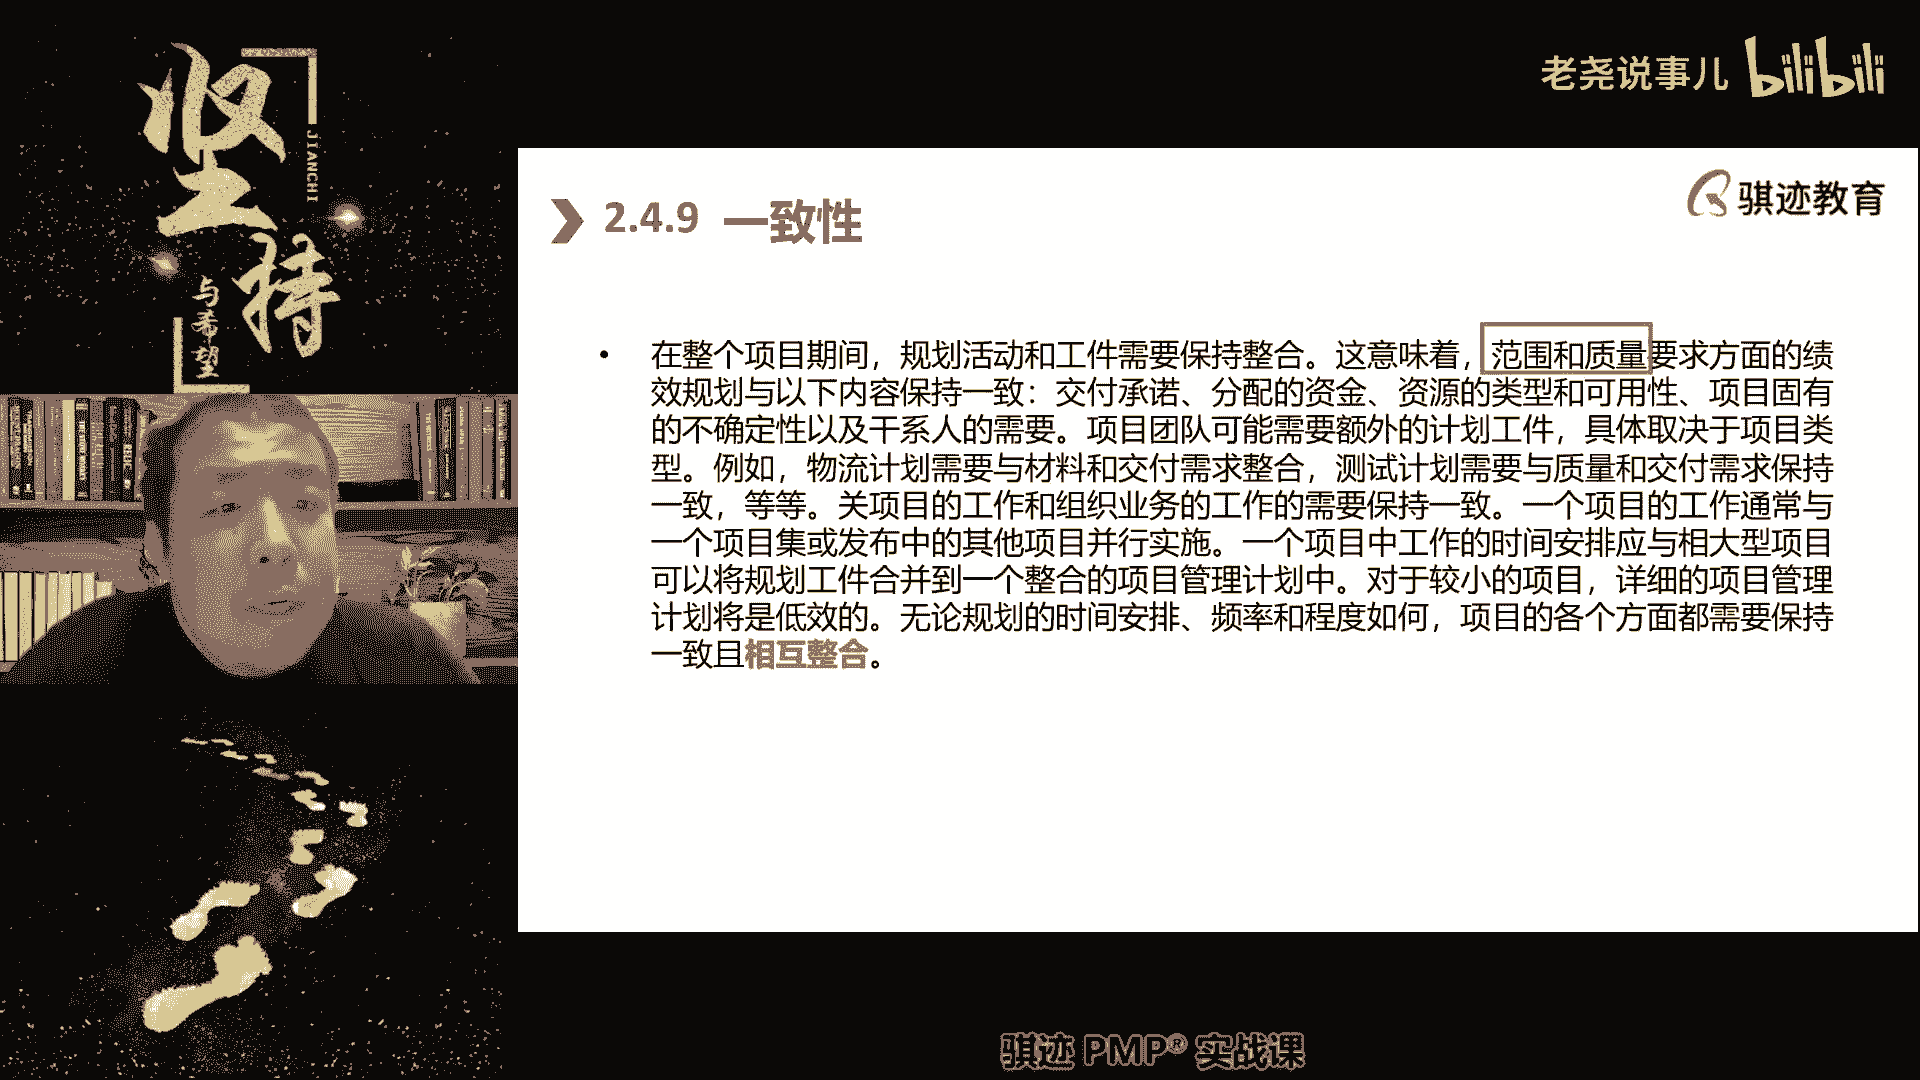 坚持
JIANCHI
与希望
老尧说事儿 bilibili
骐迹教育
2.4.9 一致性
• 在整个项目期间，规划活动和工件需要保持整合。这意味着，范围和质量要求方面的绩
效规划与以下内容保持一致：交付承诺、分配的资金、资源的类型和可用性、项目固有
的不确定性以及干系人的需要。项目团队可能需要额外的计划工件，具体取决于项目类
型。例如，物流计划需要与材料和交付需求整合，测试计划需要与质量和交付需求保持
一致，等等。关项目的工作和组织业务的工作的需要保持一致。一个项目的工作通常与
一个项目集或发布中的其他项目并行实施。一个项目中工作的时间安排应与相大型项目
可以将规划工件合并到一个整合的项目管理计划中。对于较小的项目，详细的项目管理
计划将是低效的。无论规划的时间安排、频率和程度如何，项目的各个方面都需要保持
一致且相互整合。
骐迹 PMP® 实战课